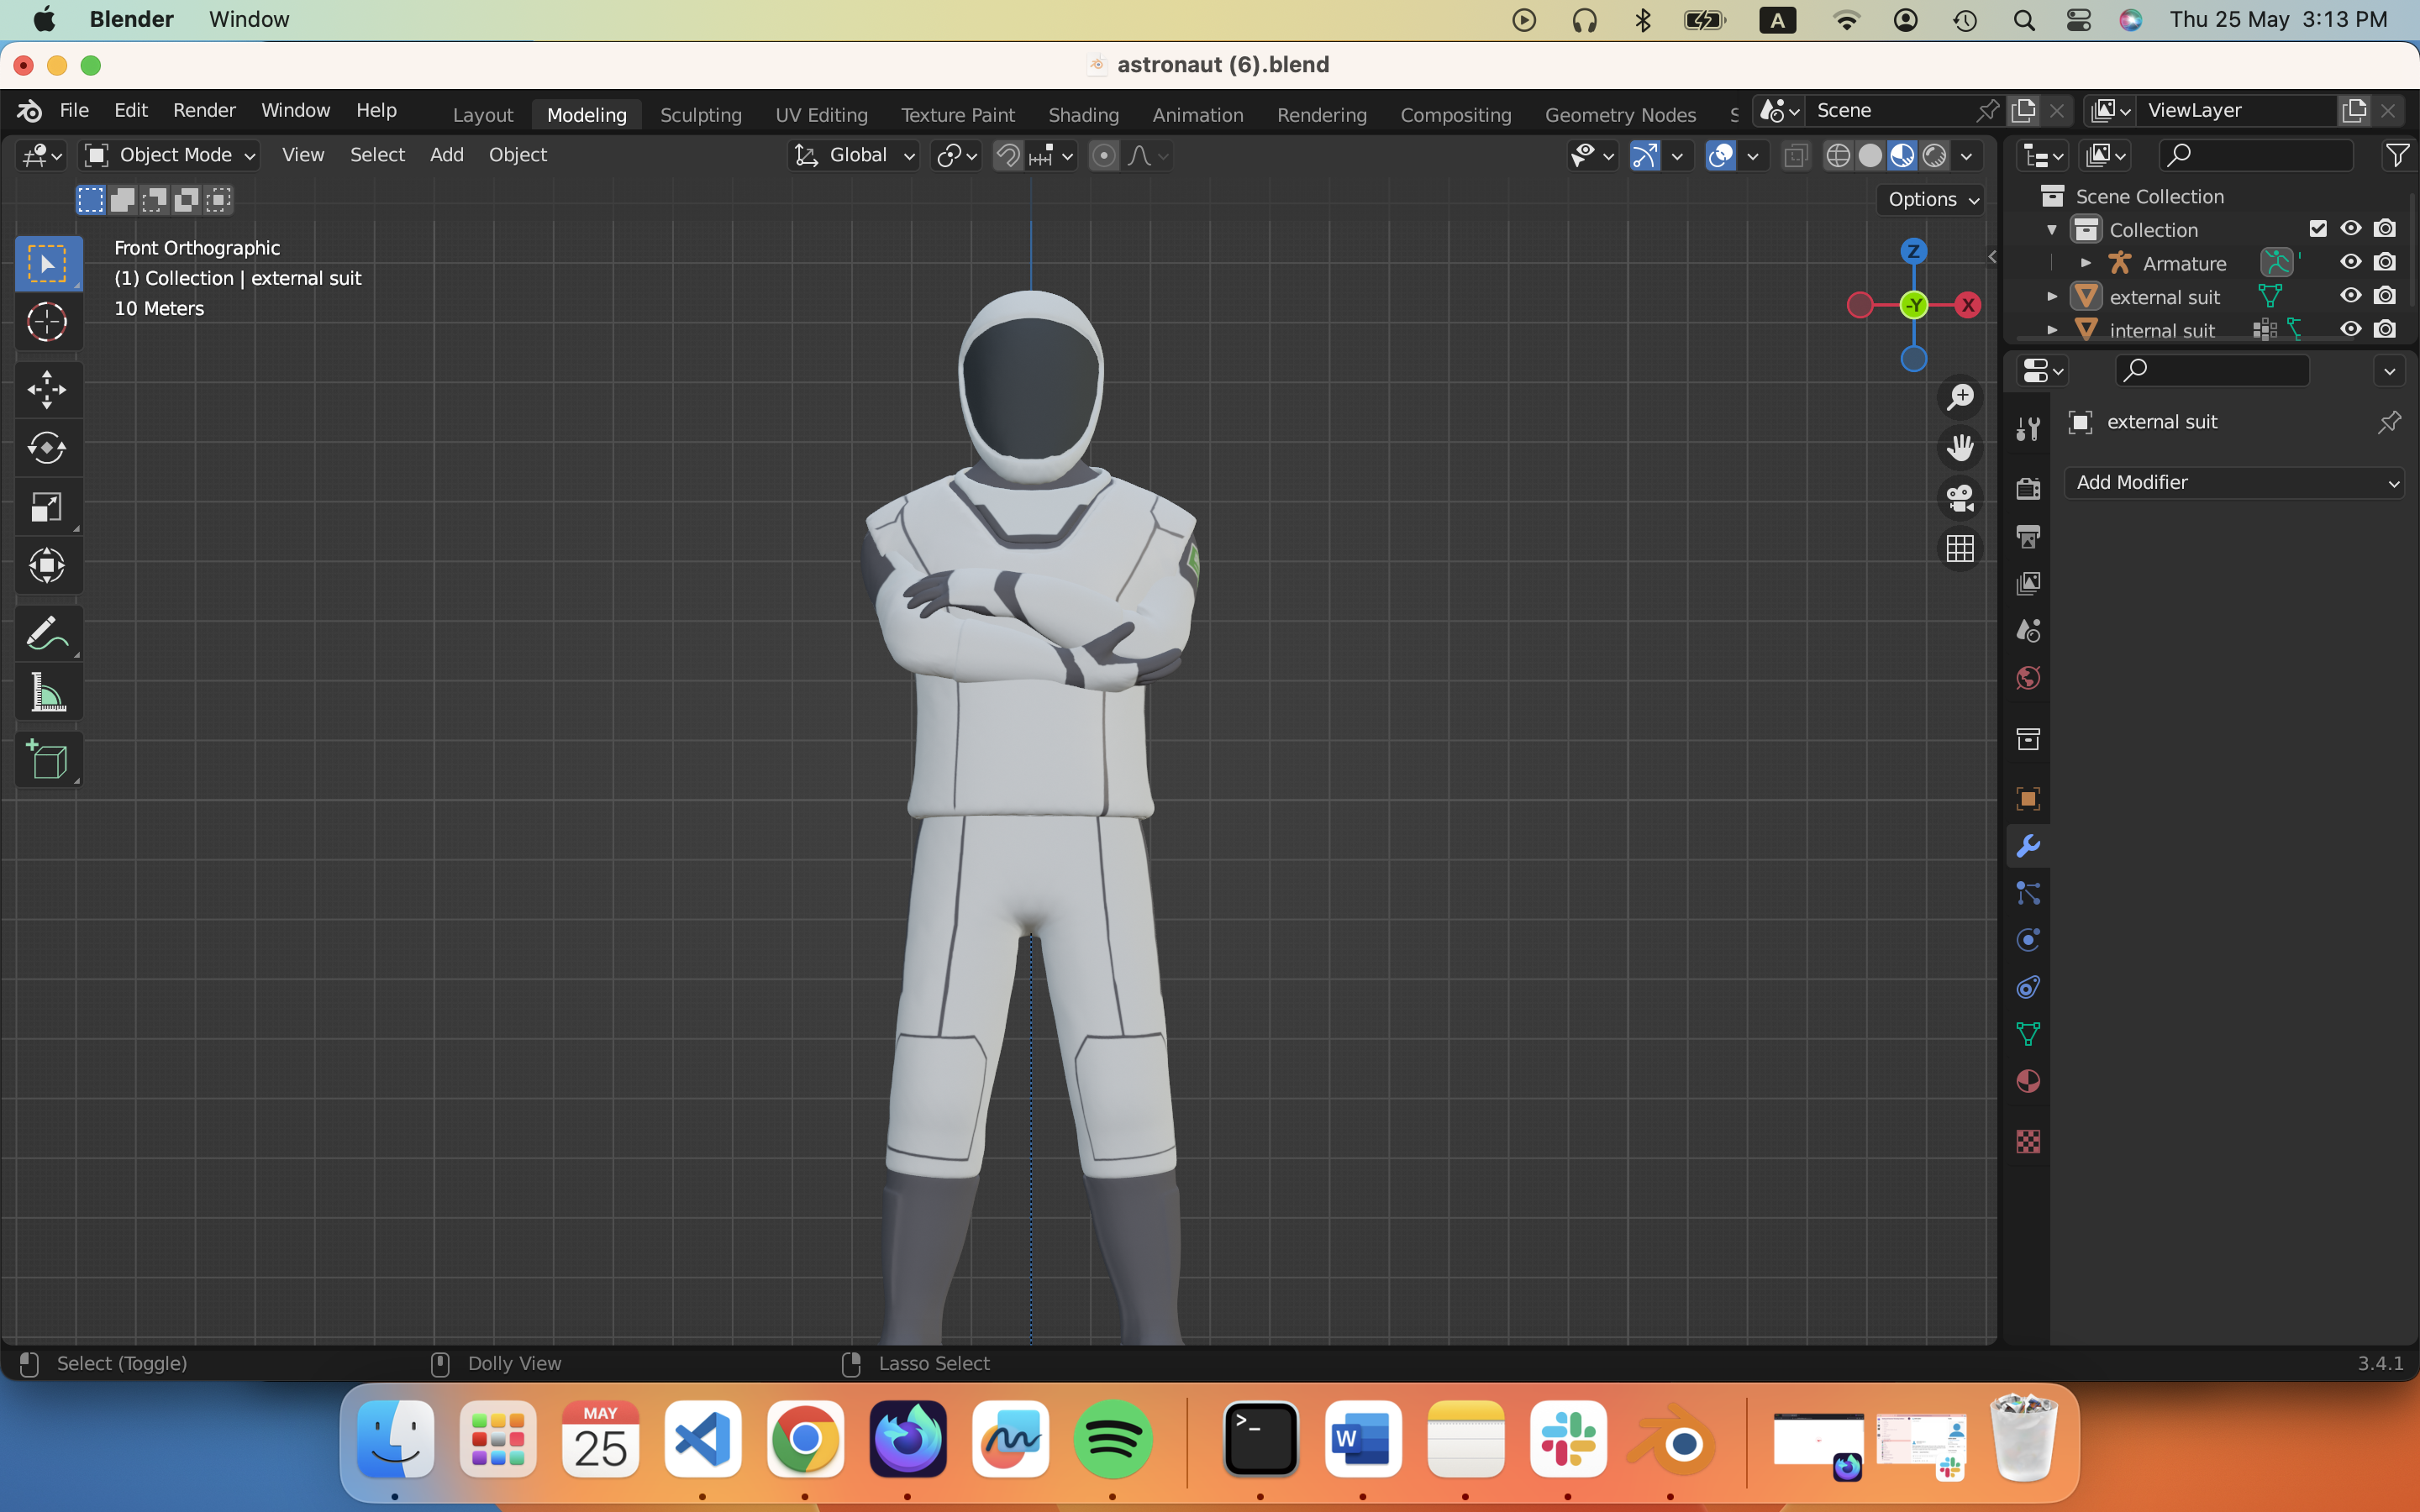 Blender Window A Thu 25 May 3:13 PM
astronaut (6).blend
File Edit Render Window Help Layout Modeling Sculpting UV Editing Texture Paint Shading Animation Rendering Compositing Geometry Nodes S Scene ViewLayer
Object Mode View Select Add Object Global
Options
Front Orthographic
(1) Collection | external suit
10 Meters
Z
-Y X
Scene Collection
Collection
Armature
external suit
internal suit
external suit
Add Modifier
Select (Toggle) Dolly View Lasso Select 3.4.1
MAY
25
>_
W